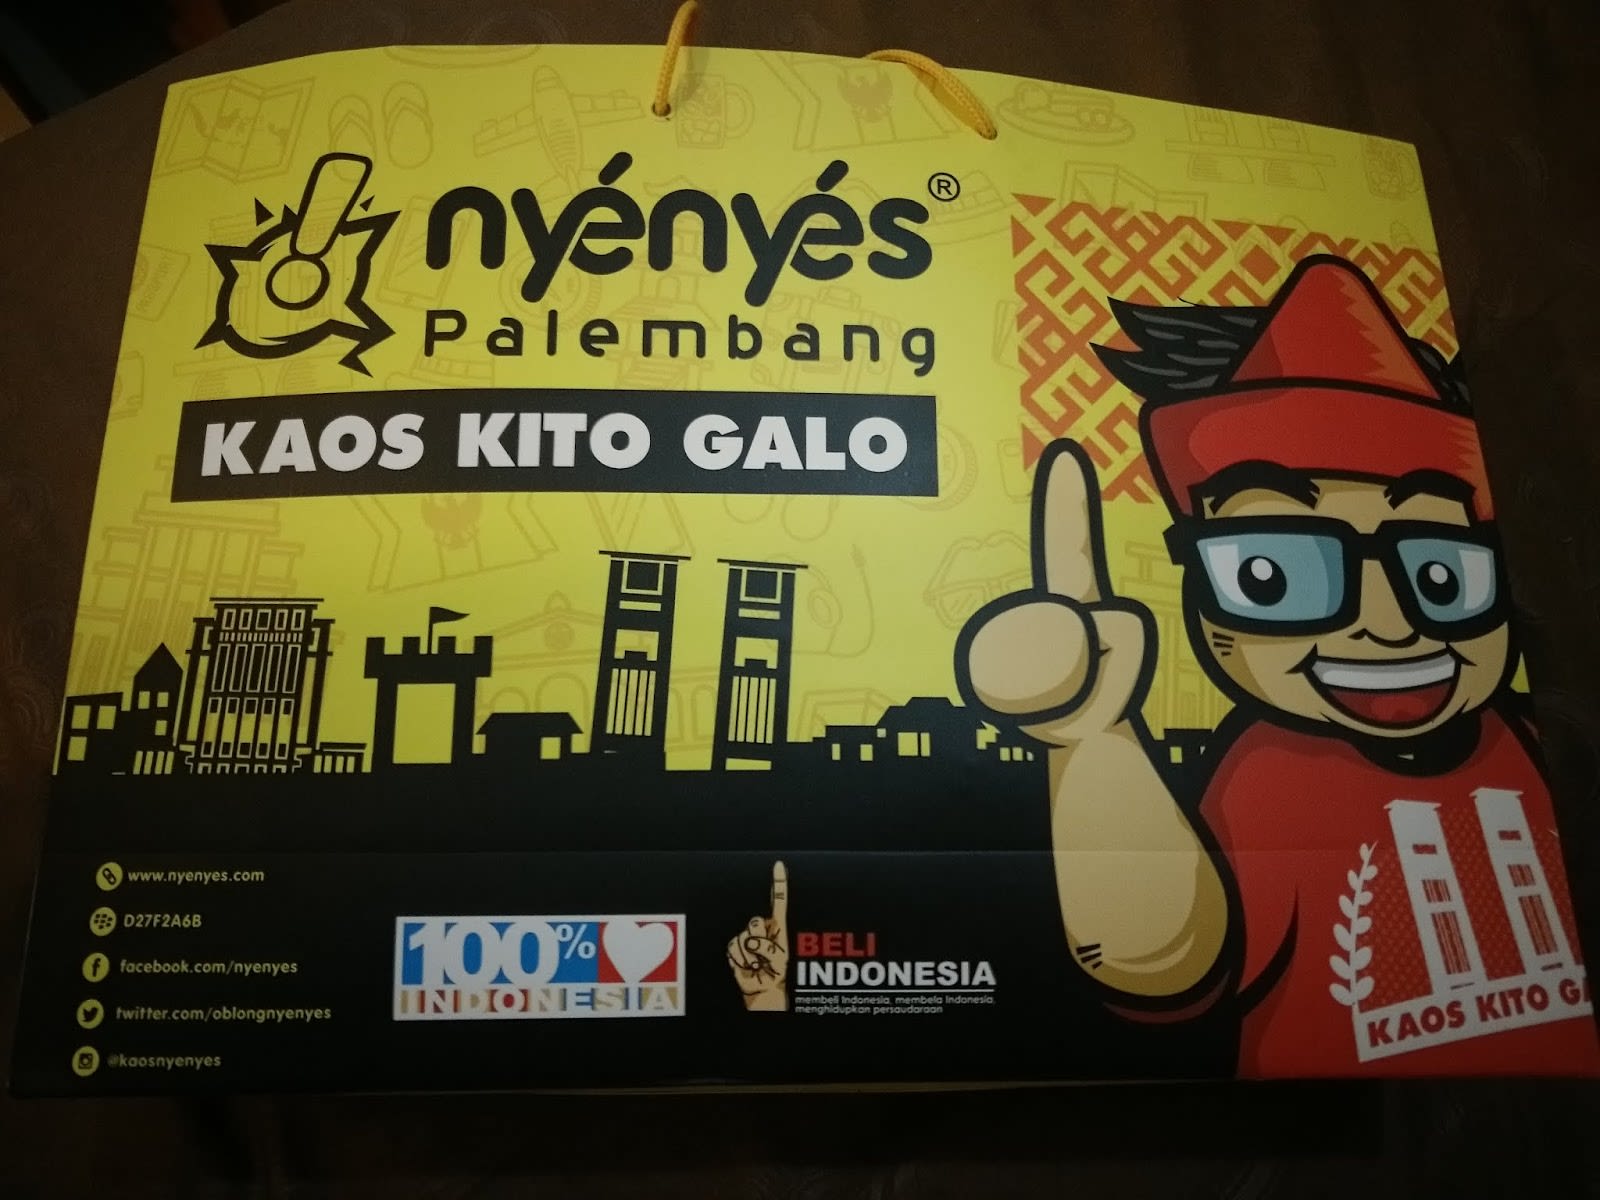 nyényés®
Palembang
KAOS KITO GALO
www.nyenyes.com
D27F2A6B
facebook.com/nyenyes
twitter.com/oblongnyenyes
@kaosnyenyes
100%
INDONESIA
BELI
INDONESIA
membeli Indonesia, membela Indonesia,
menghidupkan persaudaraan
KAOS KITO